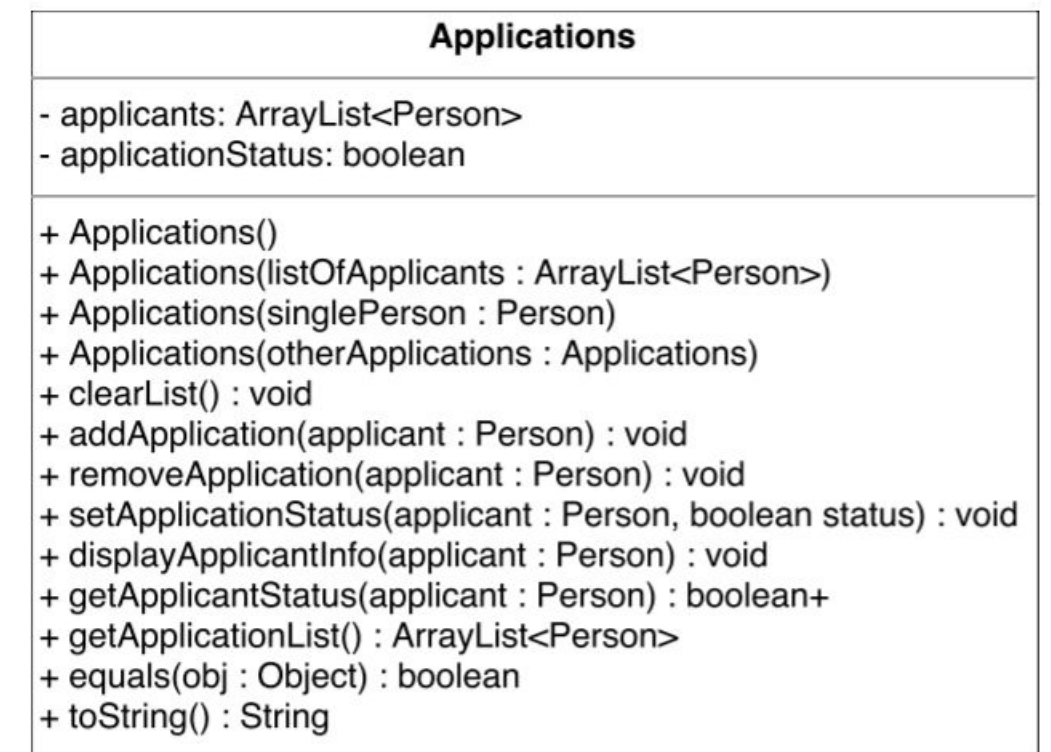 Applications
- applicants: ArrayList<Person>
- applicationStatus: boolean
+ Applications()
+ Applications(listOfApplicants : ArrayList<Person>)
+ Applications(singlePerson : Person)
+ Applications(otherApplications : Applications)
+ clearList() : void
+ addApplication(applicant : Person) : void
+ removeApplication(applicant : Person) : void
+ setApplicationStatus(applicant : Person, boolean status) : void
+ displayApplicantInfo(applicant : Person) : void
+ getApplicantStatus(applicant : Person) : boolean+
+ getApplicationList() : ArrayList<Person>
+ equals(obj : Object) : boolean
+ toString() : String